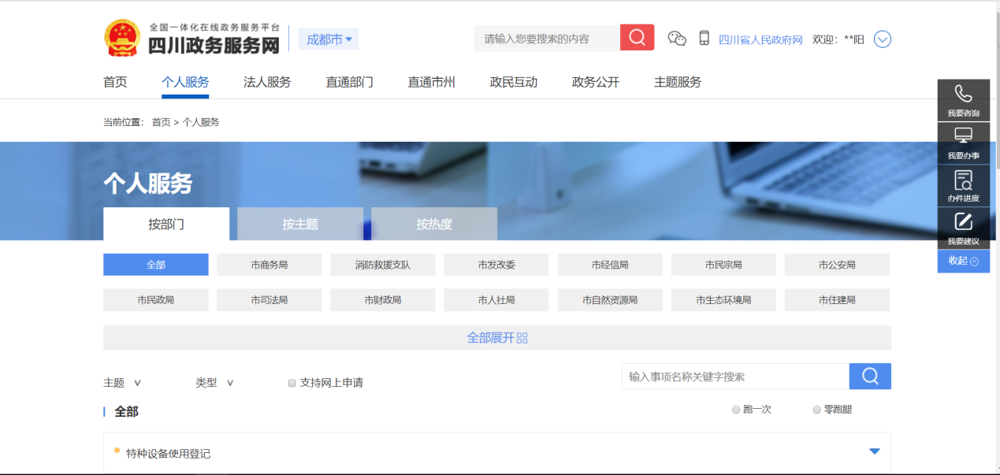 全国一体化在线政务服务平台
四川政务服务网
成都市
请输入您要搜索的内容
四川省人民政府网 欢迎：**阳
首页 个人服务 法人服务 直通部门 直通市州 政民互动 政务公开 主题服务
当前位置： 首页 > 个人服务
我要咨询
我要办事
办件进度
我要建议
收起
个人服务
按部门 按主题 按热度
全部 市商务局 消防救援支队 市发改委 市经信局 市民宗局 市公安局
市民政局 市司法局 市财政局 市人社局 市自然资源局 市生态环境局 市住建局
全部展开
主题 类型 支持网上申请 输入事项名称关键字搜索
全部 跑一次 零跑腿
特种设备使用登记